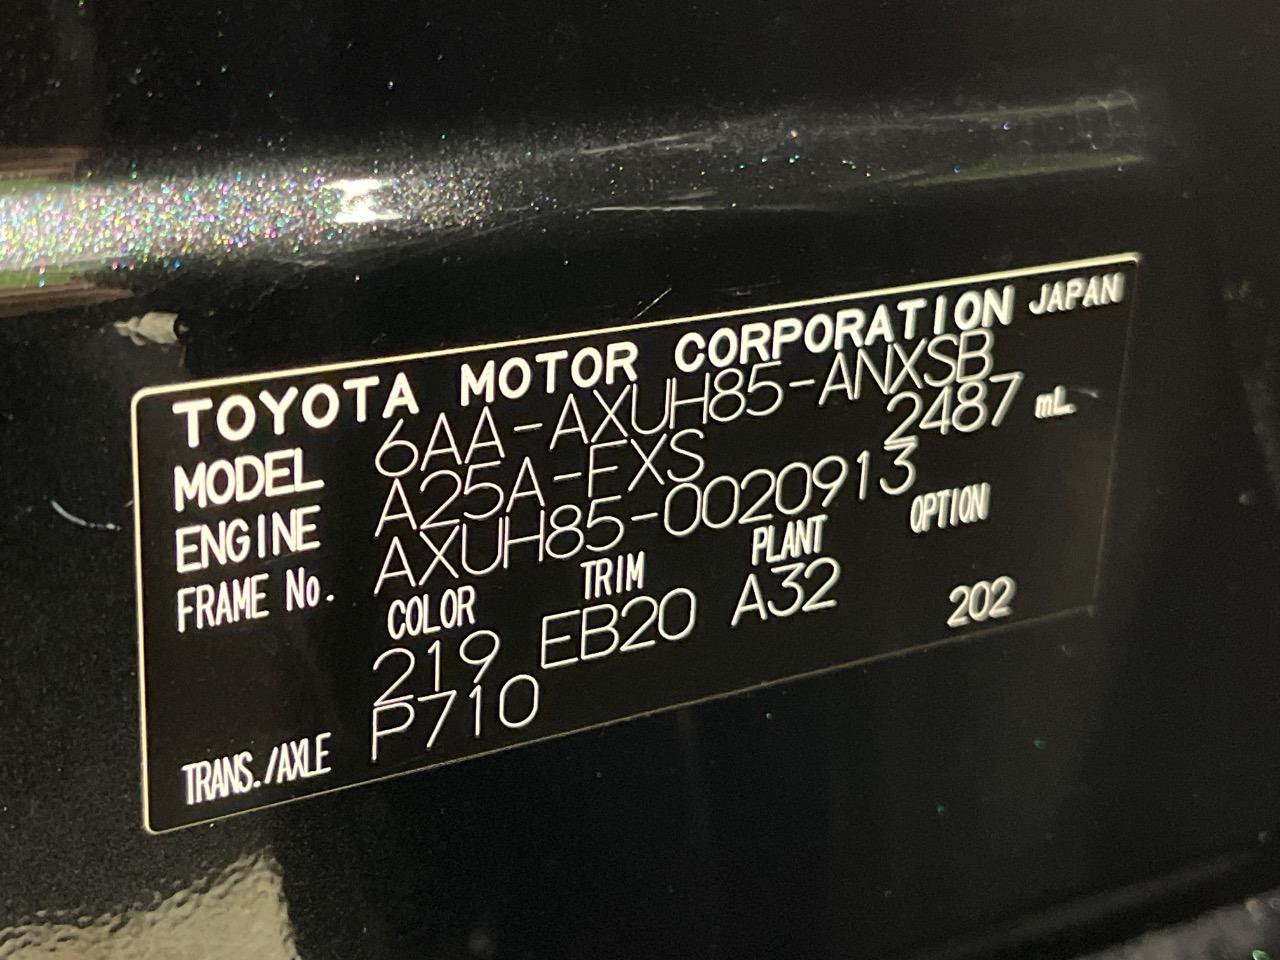 TOYOTA MOTOR CORPORATION JAPAN
MODEL 6AA-AXUH85-ANXSB
ENGINE A25A-FXS 2487 mL
FRAME No. AXUH85-0020913
COLOR TRIM PLANT OPTION
219 EB20 A32 202
TRANS./AXLE P710